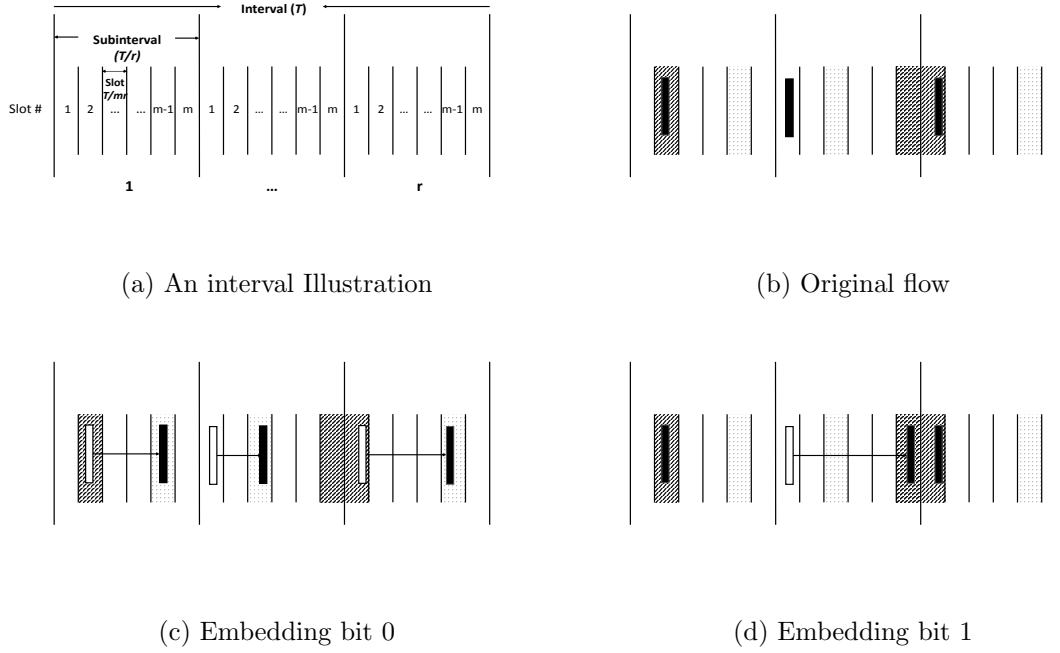 Interval (T)
Subinterval
(T/r)
Slot
T/mr
Slot # 1 2 ... ... m-1 m 1 2 ... ... m-1 m 1 2 ... ... m-1 m
1 ... r
(a) An interval Illustration
(b) Original flow
(c) Embedding bit 0
(d) Embedding bit 1